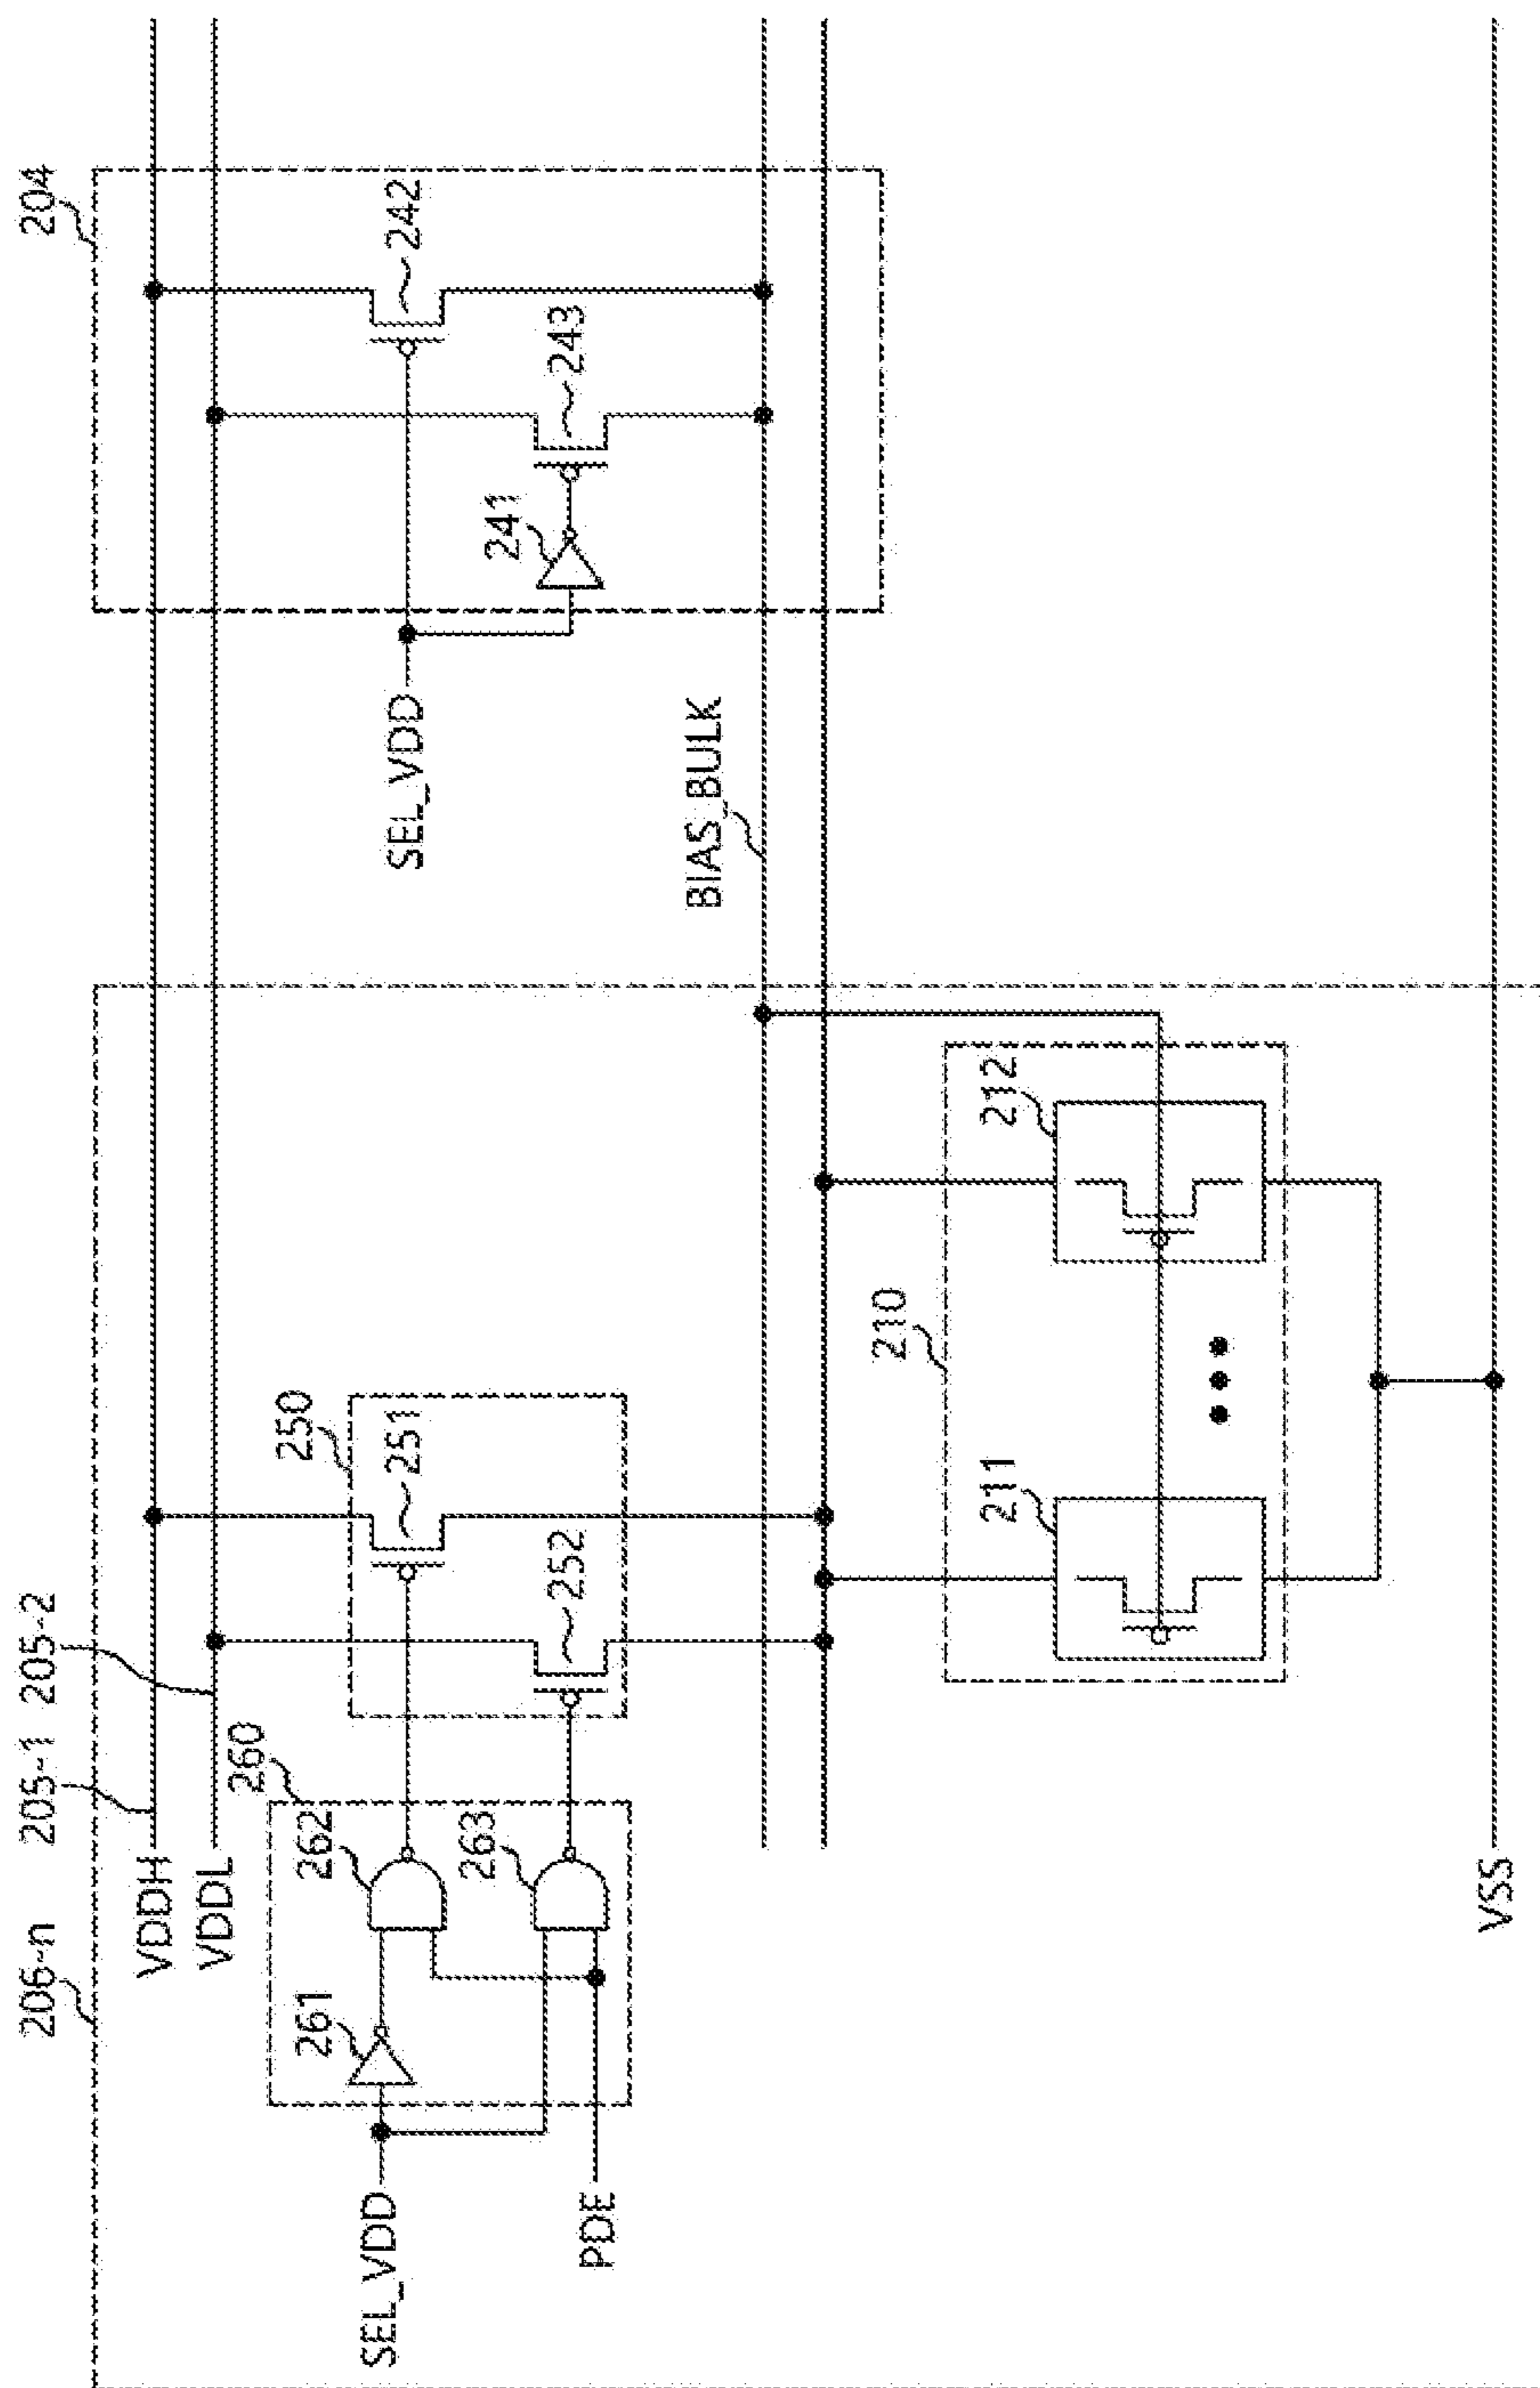 206-n
205-1
205-2
204
VDDH
VDDL
260
250
262
251
242
261
SEL_VDD
SEL_VDD
263
252
241
243
PDE
BIAS_BULK
210
211
212
VSS